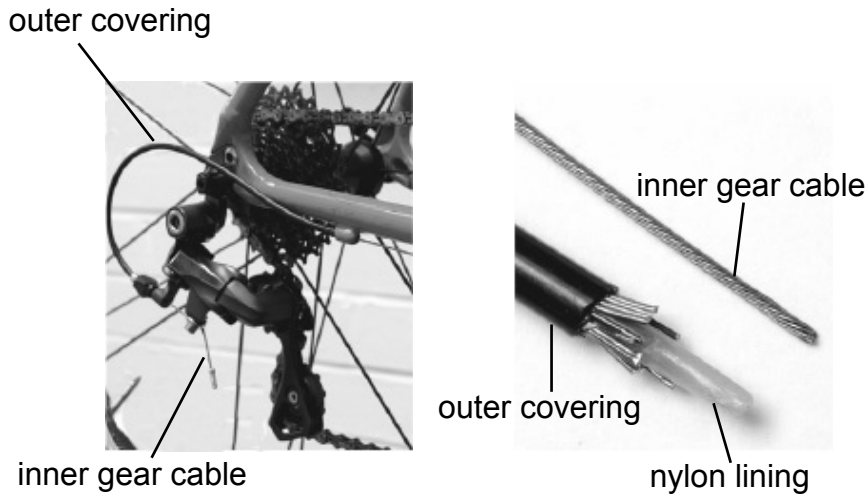 outer covering
inner gear cable
inner gear cable
outer covering
nylon lining